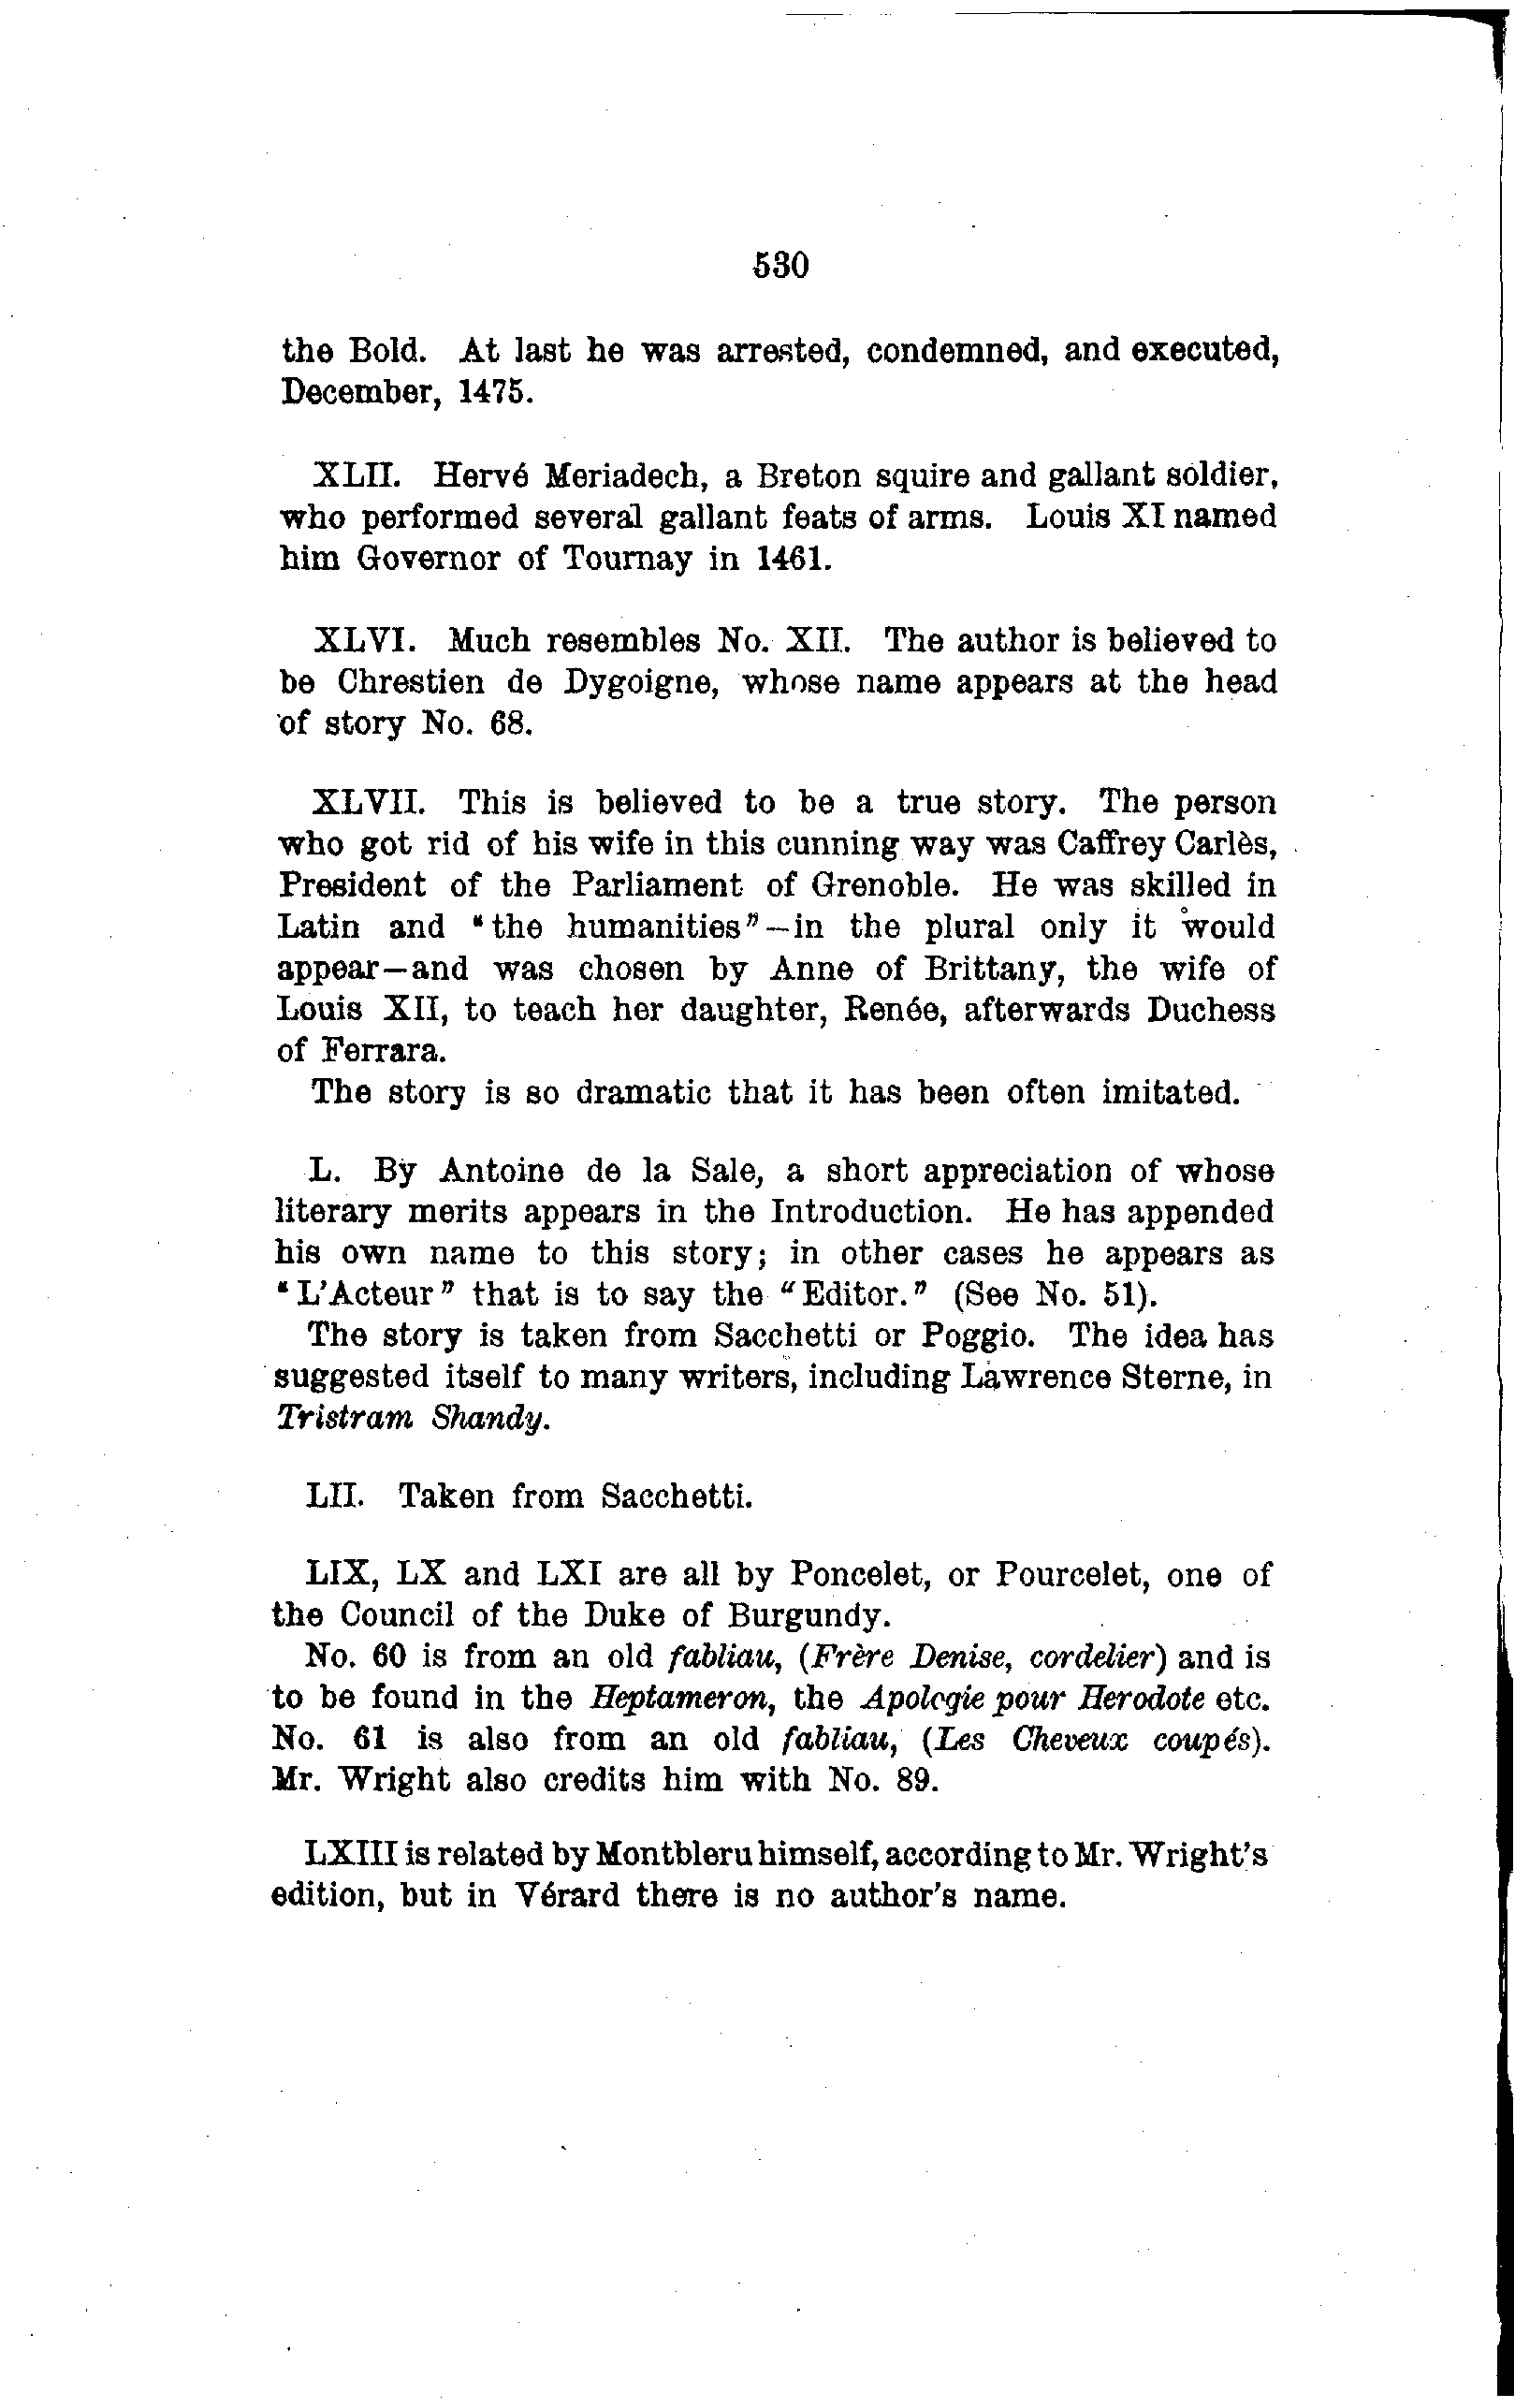 530
the Bold. At last he was arrested, condemned, and executed,
December, 1475.
XLII. Hervé Meriadech, a Breton squire and gallant soldier,
who performed several gallant feats of arms. Louis XI named
him Governor of Tournay in 1461.
XLVI. Much resembles No. XII. The author is believed to
be Chrestien de Dygoigne, whose name appears at the head
of story No. 68.
XLVII. This is believed to be a true story. The person
who got rid of his wife in this cunning way was Caffrey Carlès,
President of the Parliament of Grenoble. He was skilled in
Latin and "the humanities"—in the plural only it would
appear—and was chosen by Anne of Brittany, the wife of
Louis XII, to teach her daughter, Renée, afterwards Duchess
of Ferrara.
The story is so dramatic that it has been often imitated.
L. By Antoine de la Sale, a short appreciation of whose
literary merits appears in the Introduction. He has appended
his own name to this story; in other cases he appears as
"L'Acteur" that is to say the "Editor." (See No. 51).
The story is taken from Sacchetti or Poggio. The idea has
suggested itself to many writers, including Lawrence Sterne, in
Tristram Shandy.
LII. Taken from Sacchetti.
LIX, LX and LXI are all by Poncelet, or Pourcelet, one of
the Council of the Duke of Burgundy.
No. 60 is from an old fabliau, (Frère Denise, cordelier) and is
to be found in the Heptameron, the Apologie pour Herodote etc.
No. 61 is also from an old fabliau, (Les Cheveux coupés).
Mr. Wright also credits him with No. 89.
LXIII is related by Montbleru himself, according to Mr. Wright's
edition, but in Vérard there is no author's name.